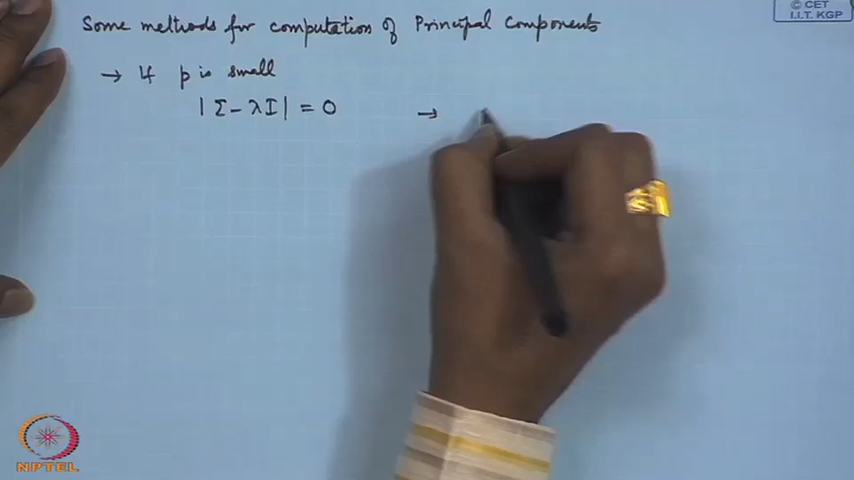 © CET
I.I.T. KGP
Some methods for computation of Principal Components
→ If p is small
|Σ - λI| = 0 →
NPTEL